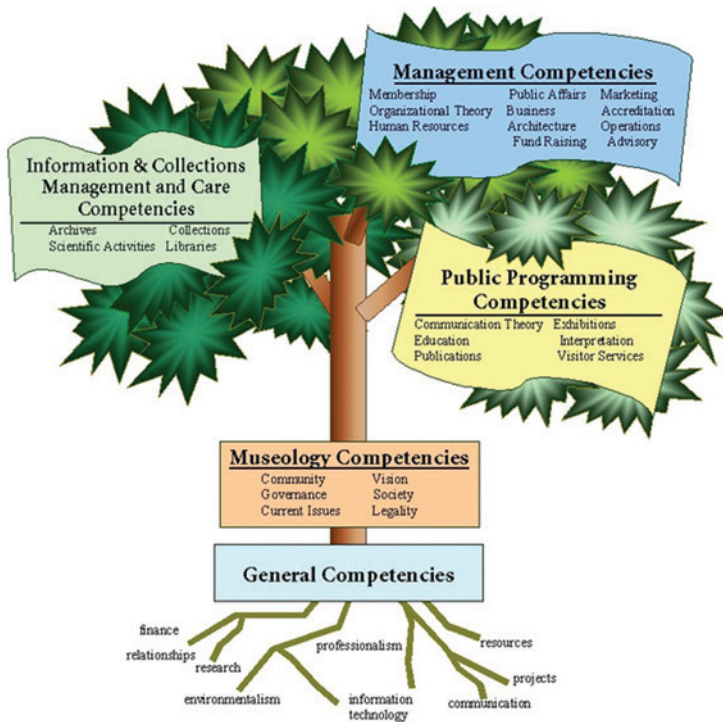 Management Competencies
Membership Public Affairs Marketing
Organizational Theory Business Accreditation
Human Resources Architecture Operations
Fund Raising Advisory
Information & Collections
Management and Care
Competencies
Archives Collections
Scientific Activities Libraries
Public Programming
Competencies
Communication Theory Exhibitions
Education Interpretation
Publications Visitor Services
Museology Competencies
Community Vision
Governance Society
Current Issues Legality
General Competencies
finance
relationships
research
environmentalism
professionalism
information
technology
resources
projects
communication